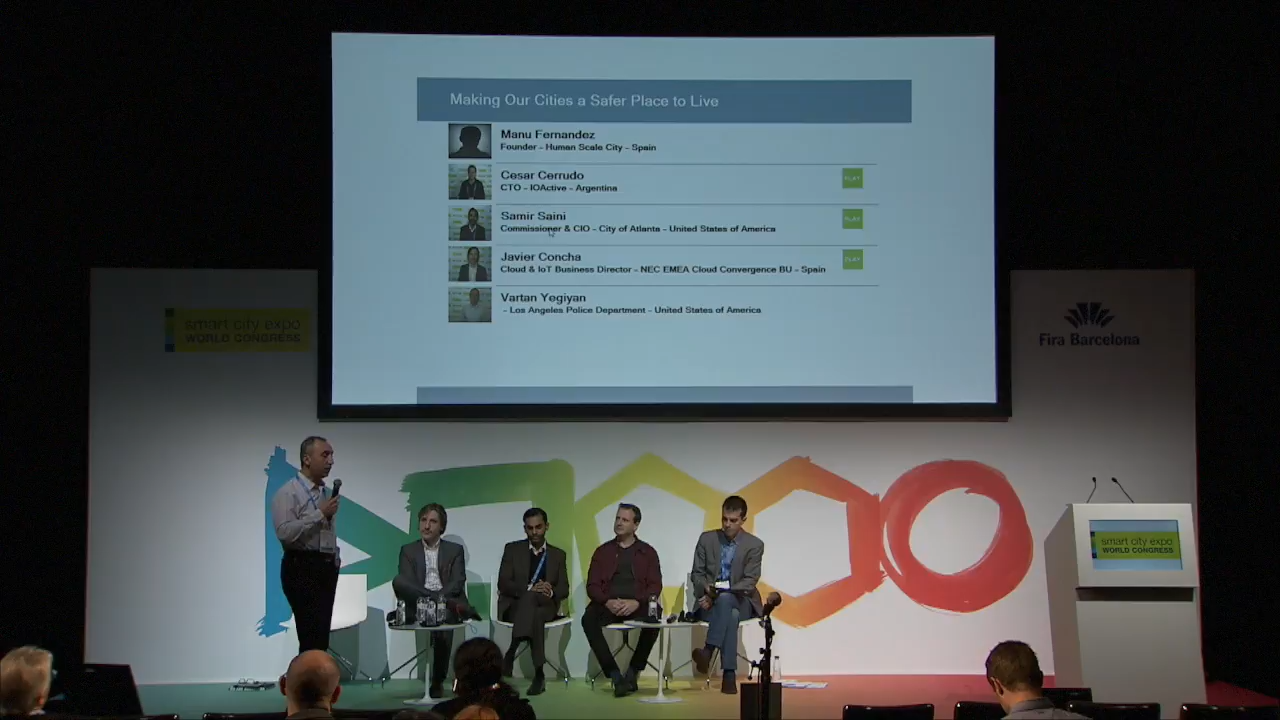 Making Our Cities a Safer Place to Live
Manu Fernandez
Founder - Human Scale City - Spain
Cesar Cerrudo
CTO - IOActive - Argentina
PLAY
Samir Saini
Commissioner & CIO - City of Atlanta - United States of America
PLAY
Javier Concha
Cloud & IoT Business Director - NEC EMEA Cloud Convergence BU - Spain
PLAY
Vartan Yegiyan
- Los Angeles Police Department - United States of America
smart city expo
WORLD CONGRESS
Fira Barcelona
smart city expo
WORLD CONGRESS